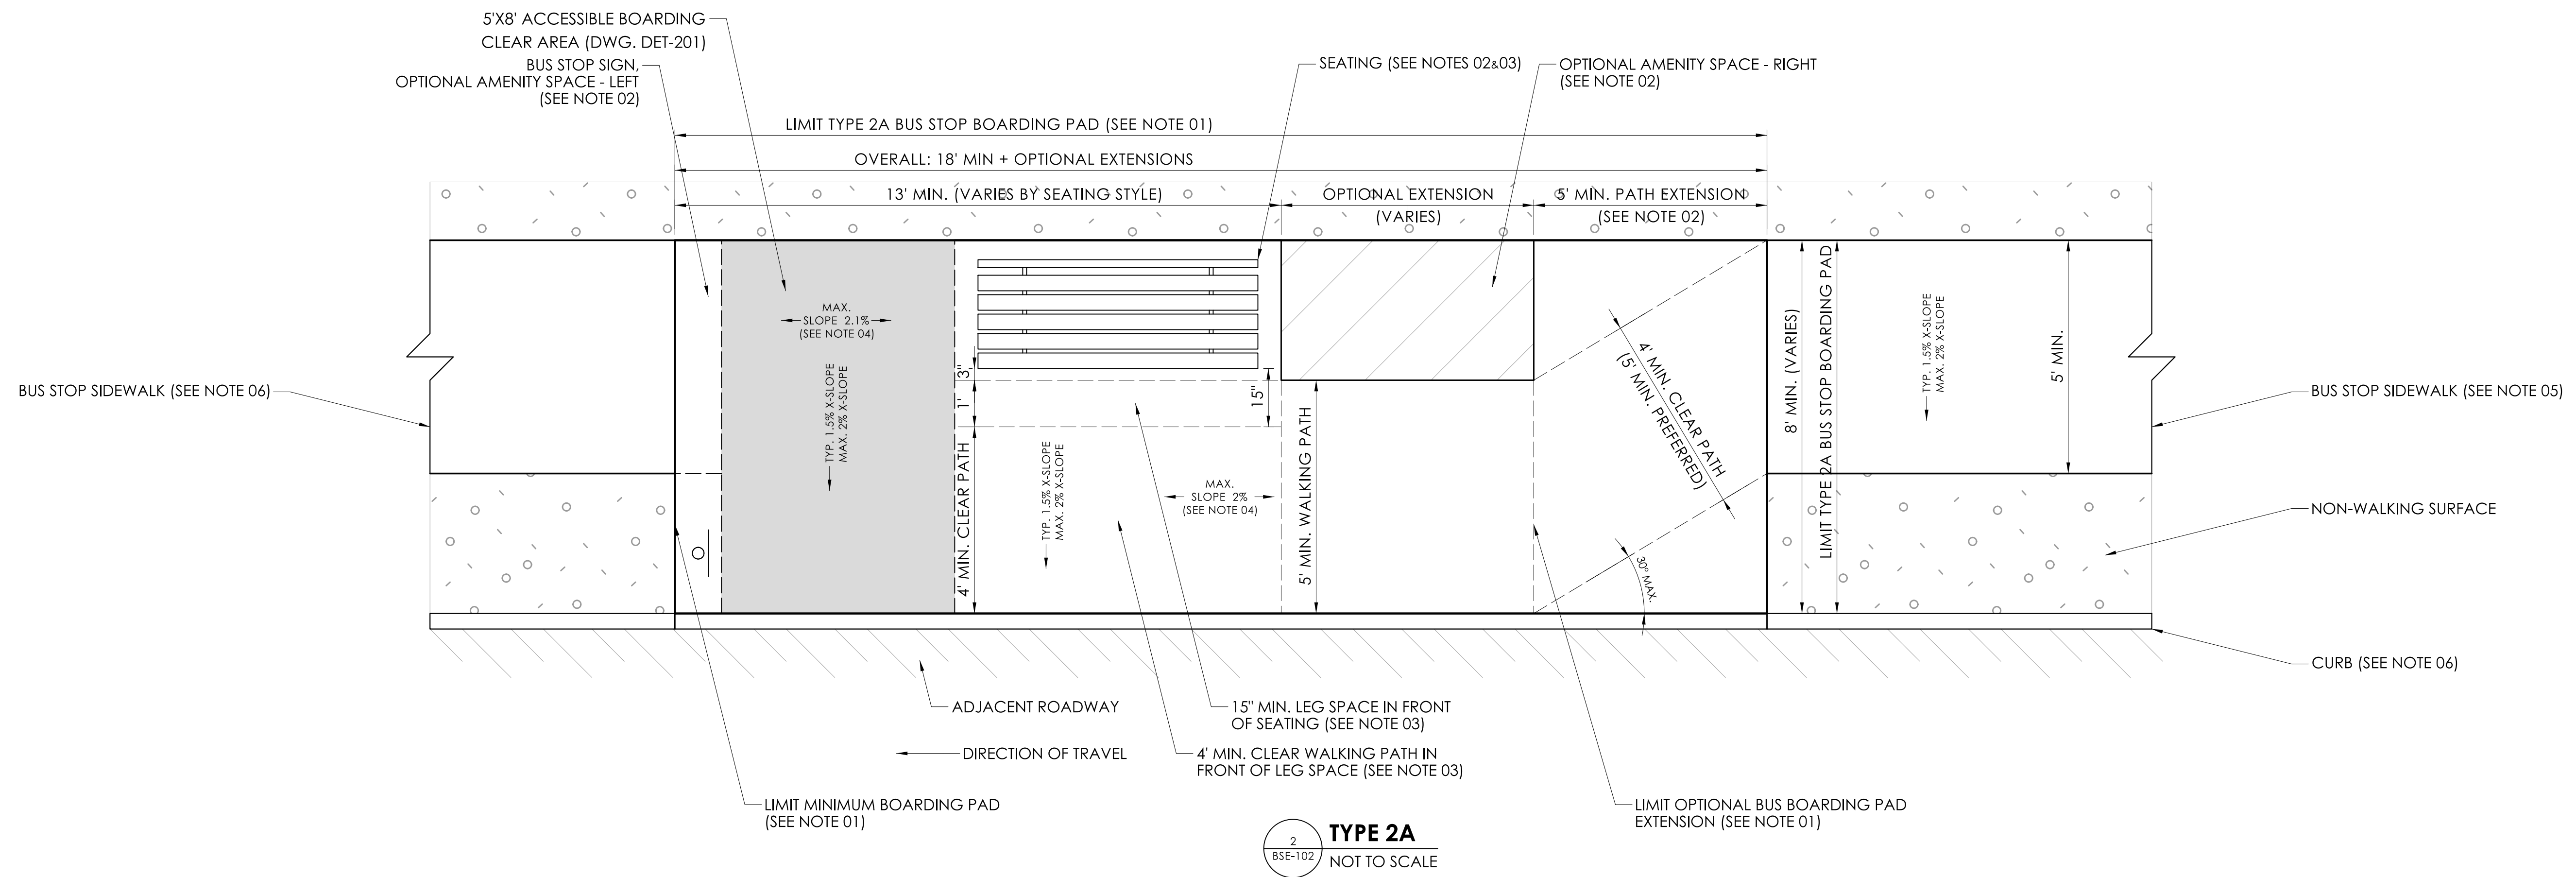 5'X8' ACCESSIBLE BOARDING
CLEAR AREA (DWG. DET-201)
BUS STOP SIGN,
OPTIONAL AMENITY SPACE - LEFT
(SEE NOTE 02)
SEATING (SEE NOTES 02&03)
OPTIONAL AMENITY SPACE - RIGHT
(SEE NOTE 02)
LIMIT TYPE 2A BUS STOP BOARDING PAD (SEE NOTE 01)
OVERALL: 18' MIN + OPTIONAL EXTENSIONS
13' MIN. (VARIES BY SEATING STYLE)
OPTIONAL EXTENSION
(VARIES)
5' MIN. PATH EXTENSION
(SEE NOTE 02)
MAX.
SLOPE 2.1%
(SEE NOTE 04)
TYP. 1.5% X-SLOPE
MAX. 2% X-SLOPE
3"
1'
4' MIN. CLEAR PATH
15"
TYP. 1.5% X-SLOPE
MAX. 2% X-SLOPE
MAX.
SLOPE 2%
(SEE NOTE 04)
5' MIN. WALKING PATH
4' MIN. CLEAR PATH
(5' MIN. PREFERRED)
30° MAX.
8' MIN. (VARIES)
LIMIT TYPE 2A BUS STOP BOARDING PAD
TYP. 1.5% X-SLOPE
MAX. 2% X-SLOPE
5' MIN.
BUS STOP SIDEWALK (SEE NOTE 06)
BUS STOP SIDEWALK (SEE NOTE 05)
NON-WALKING SURFACE
CURB (SEE NOTE 06)
ADJACENT ROADWAY
DIRECTION OF TRAVEL
15" MIN. LEG SPACE IN FRONT
OF SEATING (SEE NOTE 03)
4' MIN. CLEAR WALKING PATH IN
FRONT OF LEG SPACE (SEE NOTE 03)
LIMIT MINIMUM BOARDING PAD
(SEE NOTE 01)
LIMIT OPTIONAL BUS BOARDING PAD
EXTENSION (SEE NOTE 01)
2
BSE-102
TYPE 2A
NOT TO SCALE